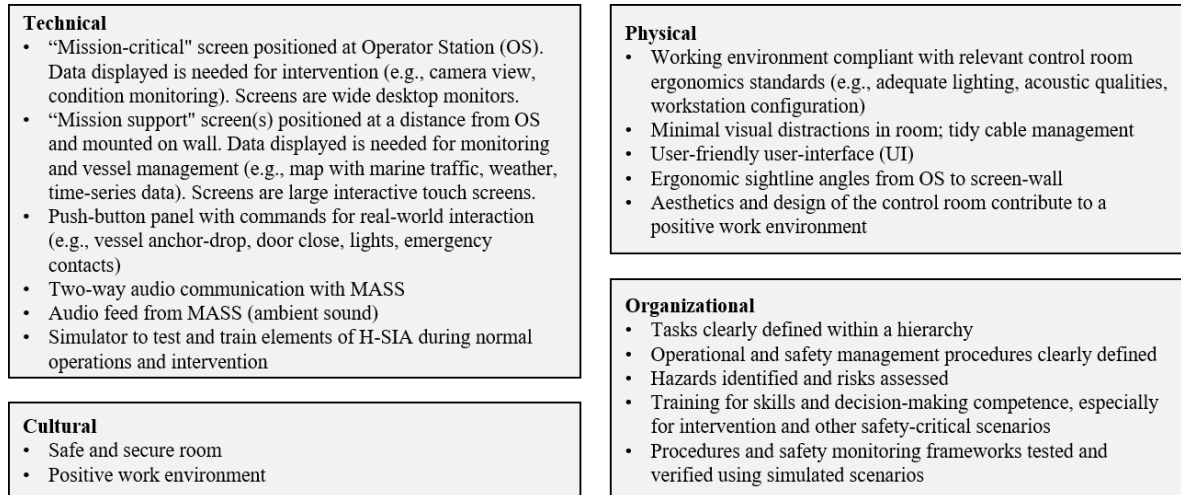 Technical
• “Mission-critical" screen positioned at Operator Station (OS).
Data displayed is needed for intervention (e.g., camera view,
condition monitoring). Screens are wide desktop monitors.
• “Mission support" screen(s) positioned at a distance from OS
and mounted on wall. Data displayed is needed for monitoring
and vessel management (e.g., map with marine traffic, weather,
time-series data). Screens are large interactive touch screens.
• Push-button panel with commands for real-world interaction
(e.g., vessel anchor-drop, door close, lights, emergency
contacts)
• Two-way audio communication with MASS
• Audio feed from MASS (ambient sound)
• Simulator to test and train elements of H-SIA during normal
operations and intervention
Cultural
• Safe and secure room
• Positive work environment
Physical
• Working environment compliant with relevant control room
ergonomics standards (e.g., adequate lighting, acoustic qualities,
workstation configuration)
• Minimal visual distractions in room; tidy cable management
• User-friendly user-interface (UI)
• Ergonomic sightline angles from OS to screen-wall
• Aesthetics and design of the control room contribute to a
positive work environment
Organizational
• Tasks clearly defined within a hierarchy
• Operational and safety management procedures clearly defined
• Hazards identified and risks assessed
• Training for skills and decision-making competence, especially
for intervention and other safety-critical scenarios
• Procedures and safety monitoring frameworks tested and
verified using simulated scenarios